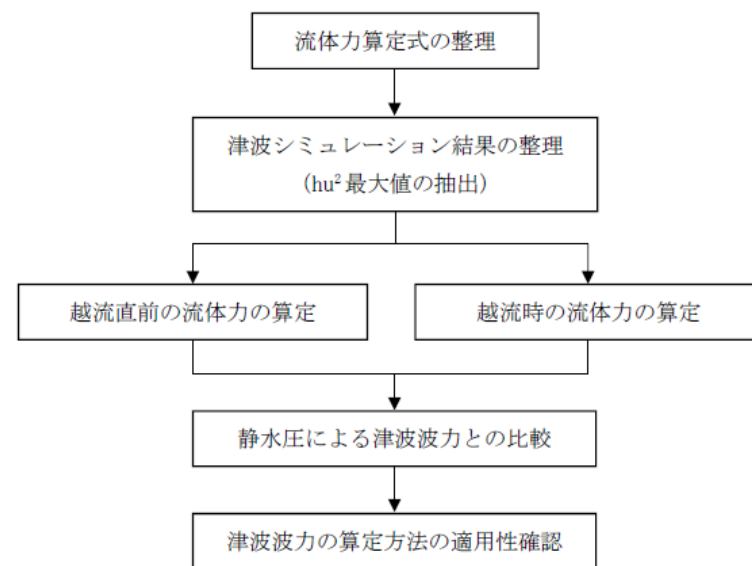 流体力算定式の整理
津波シミュレーション結果の整理
(hu²最大値の抽出)
越流直前の流体力の算定
越流時の流体力の算定
静水圧による津波波力との比較
津波波力の算定方法の適用性確認